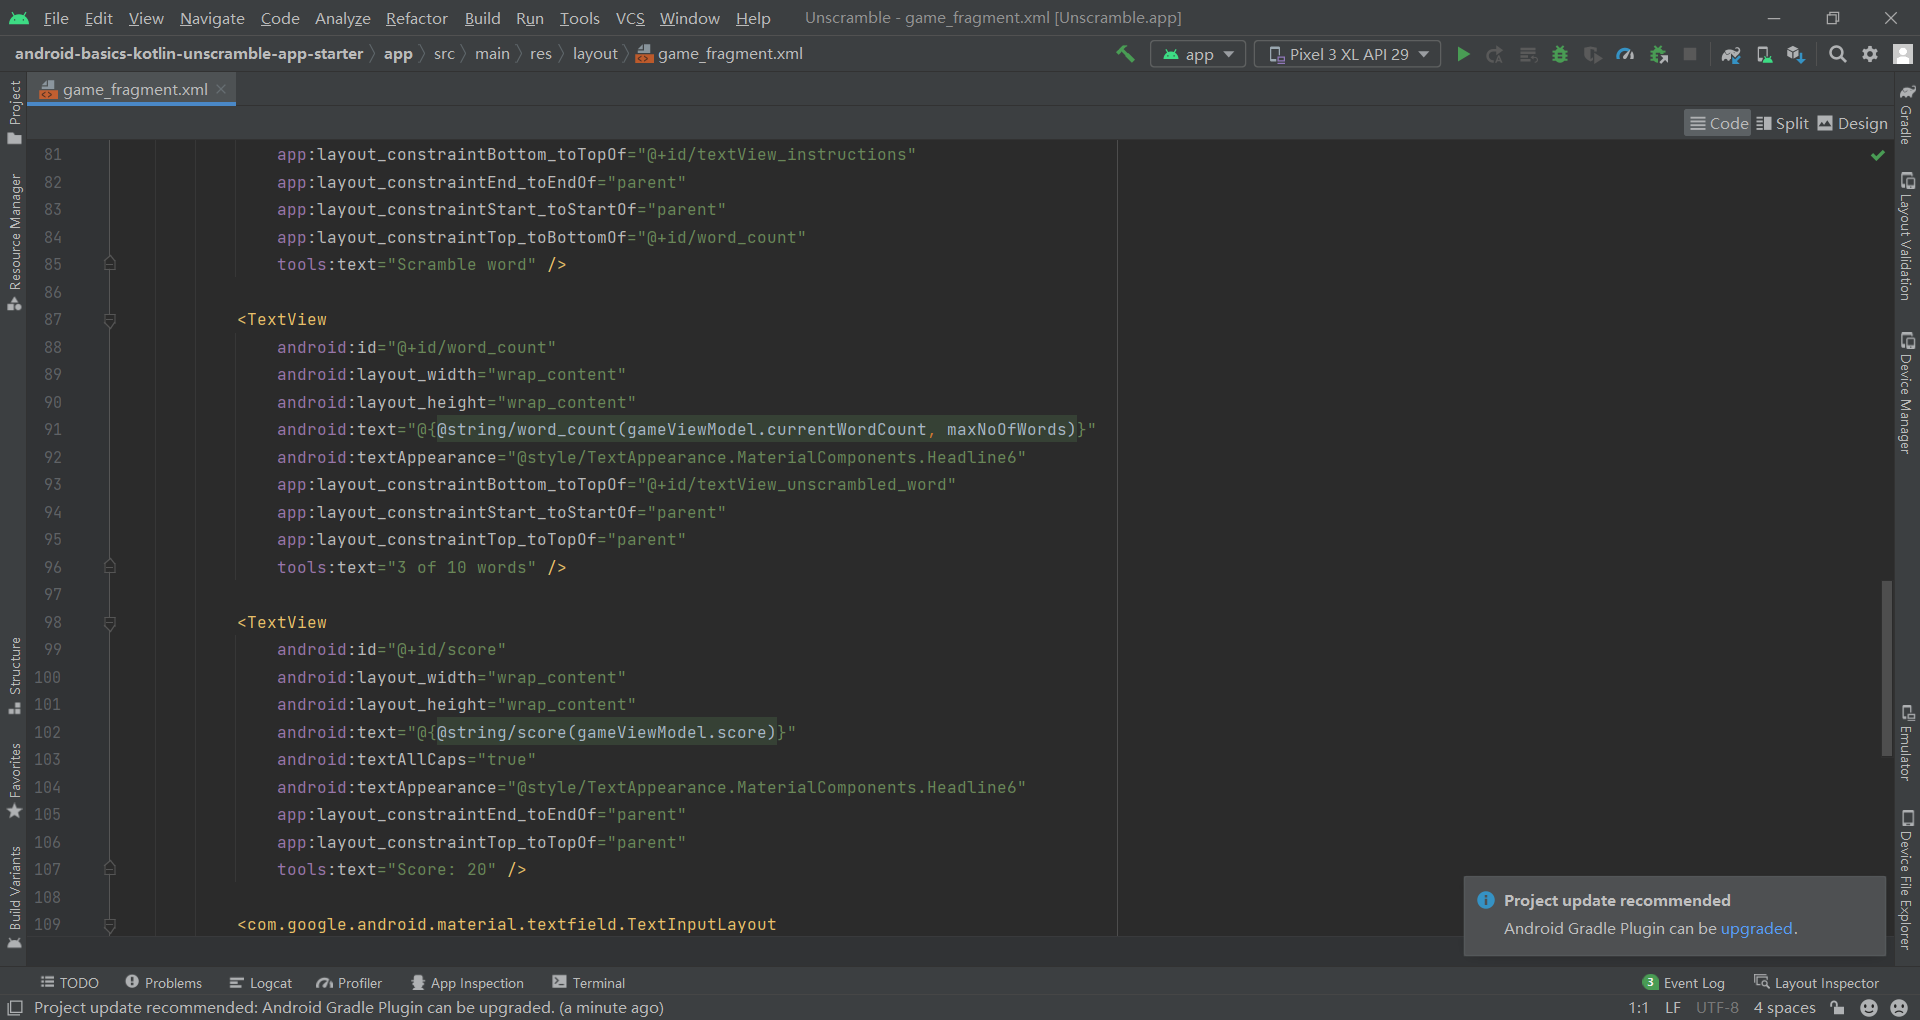 File Edit View Navigate Code Analyze Refactor Build Run Tools VCS Window Help Unscramble - game_fragment.xml [Unscramble.app]
android-basics-kotlin-unscramble-app-starter app src main res layout game_fragment.xml app Pixel 3 XL API 29
game_fragment.xml
Code Split Design
81 app:layout_constraintBottom_toTopOf="@+id/textView_instructions"
82 app:layout_constraintEnd_toEndOf="parent"
83 app:layout_constraintStart_toStartOf="parent"
84 app:layout_constraintTop_toBottomOf="@+id/word_count"
85 tools:text="Scramble word" />
86
87 <TextView
88 android:id="@+id/word_count"
89 android:layout_width="wrap_content"
90 android:layout_height="wrap_content"
91 android:text="@{@string/word_count(gameViewModel.currentWordCount, maxNoOfWords)}"
92 android:textAppearance="@style/TextAppearance.MaterialComponents.Headline6"
93 app:layout_constraintBottom_toTopOf="@+id/textView_unscrambled_word"
94 app:layout_constraintStart_toStartOf="parent"
95 app:layout_constraintTop_toTopOf="parent"
96 tools:text="3 of 10 words" />
97
98 <TextView
99 android:id="@+id/score"
100 android:layout_width="wrap_content"
101 android:layout_height="wrap_content"
102 android:text="@{@string/score(gameViewModel.score)}"
103 android:textAllCaps="true"
104 android:textAppearance="@style/TextAppearance.MaterialComponents.Headline6"
105 app:layout_constraintEnd_toEndOf="parent"
106 app:layout_constraintTop_toTopOf="parent"
107 tools:text="Score: 20" />
108
109 <com.google.android.material.textfield.TextInputLayout
Project
Resource Manager
Structure
Favorites
Build Variants
Gradle
Layout Validation
Device Manager
Emulator
Device File Explorer
Project update recommended
Android Gradle Plugin can be upgraded.
TODO Problems Logcat Profiler App Inspection Terminal 3 Event Log Layout Inspector
Project update recommended: Android Gradle Plugin can be upgraded. (a minute ago) 1:1 LF UTF-8 4 spaces